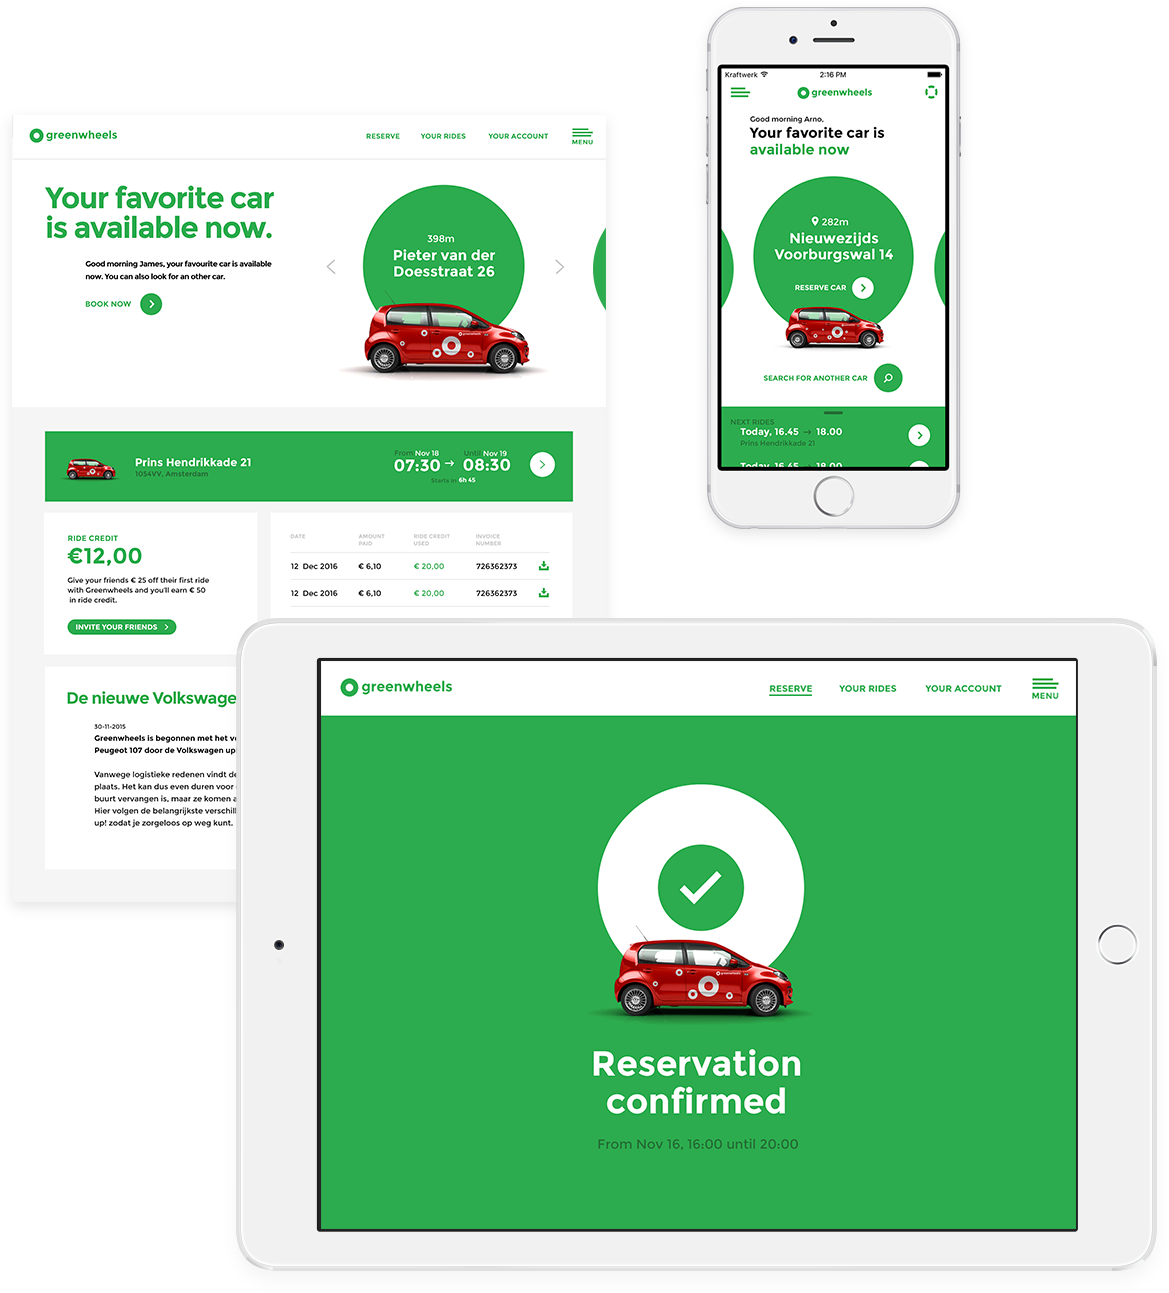 greenwheels
RESERVE
YOUR RIDES
YOUR ACCOUNT
MENU
Your favorite car
is available now.
Good morning James, your favourite car is available
now. You can also look for an other car.
BOOK NOW
398m
Pieter van der
Doesstraat 26
greenwheels
Prins Hendrikkade 21
1054VV, Amsterdam
From Nov 18
07:30 →
Until Nov 19
08:30
Starts in 6h 45
RIDE CREDIT
€12,00
Give your friends € 25 off their first ride
with Greenwheels and you'll earn € 50
in ride credit.
INVITE YOUR FRIENDS
DATE
AMOUNT
PAID
RIDE CREDIT
USED
INVOICE
NUMBER
12 Dec 2016 € 6,10 € 20,00 726362373
12 Dec 2016 € 6,10 € 20,00 726362373
De nieuwe Volkswage
30-11-2015
Greenwheels is begonnen met het v
Peugeot 107 door de Volkswagen up
Vanwege logistieke redenen vindt de
plaats. Het kan dus even duren voor
buurt vervangen is, maar ze komen a
Hier volgen de belangrijkste verschil
up! zodat je zorgeloos op weg kunt.
Kraftwerk
2:16 PM
greenwheels
Good morning Arno,
Your favorite car is
available now
282m
Nieuwezijds
Voorburgswal 14
RESERVE CAR
SEARCH FOR ANOTHER CAR
NEXT RIDES
Today, 16.45 → 18.00
Prins Hendrikkade 21
Today, 16.45 → 18.00
greenwheels
RESERVE
YOUR RIDES
YOUR ACCOUNT
MENU
greenwheels
Reservation
confirmed
From Nov 16, 16:00 until 20:00